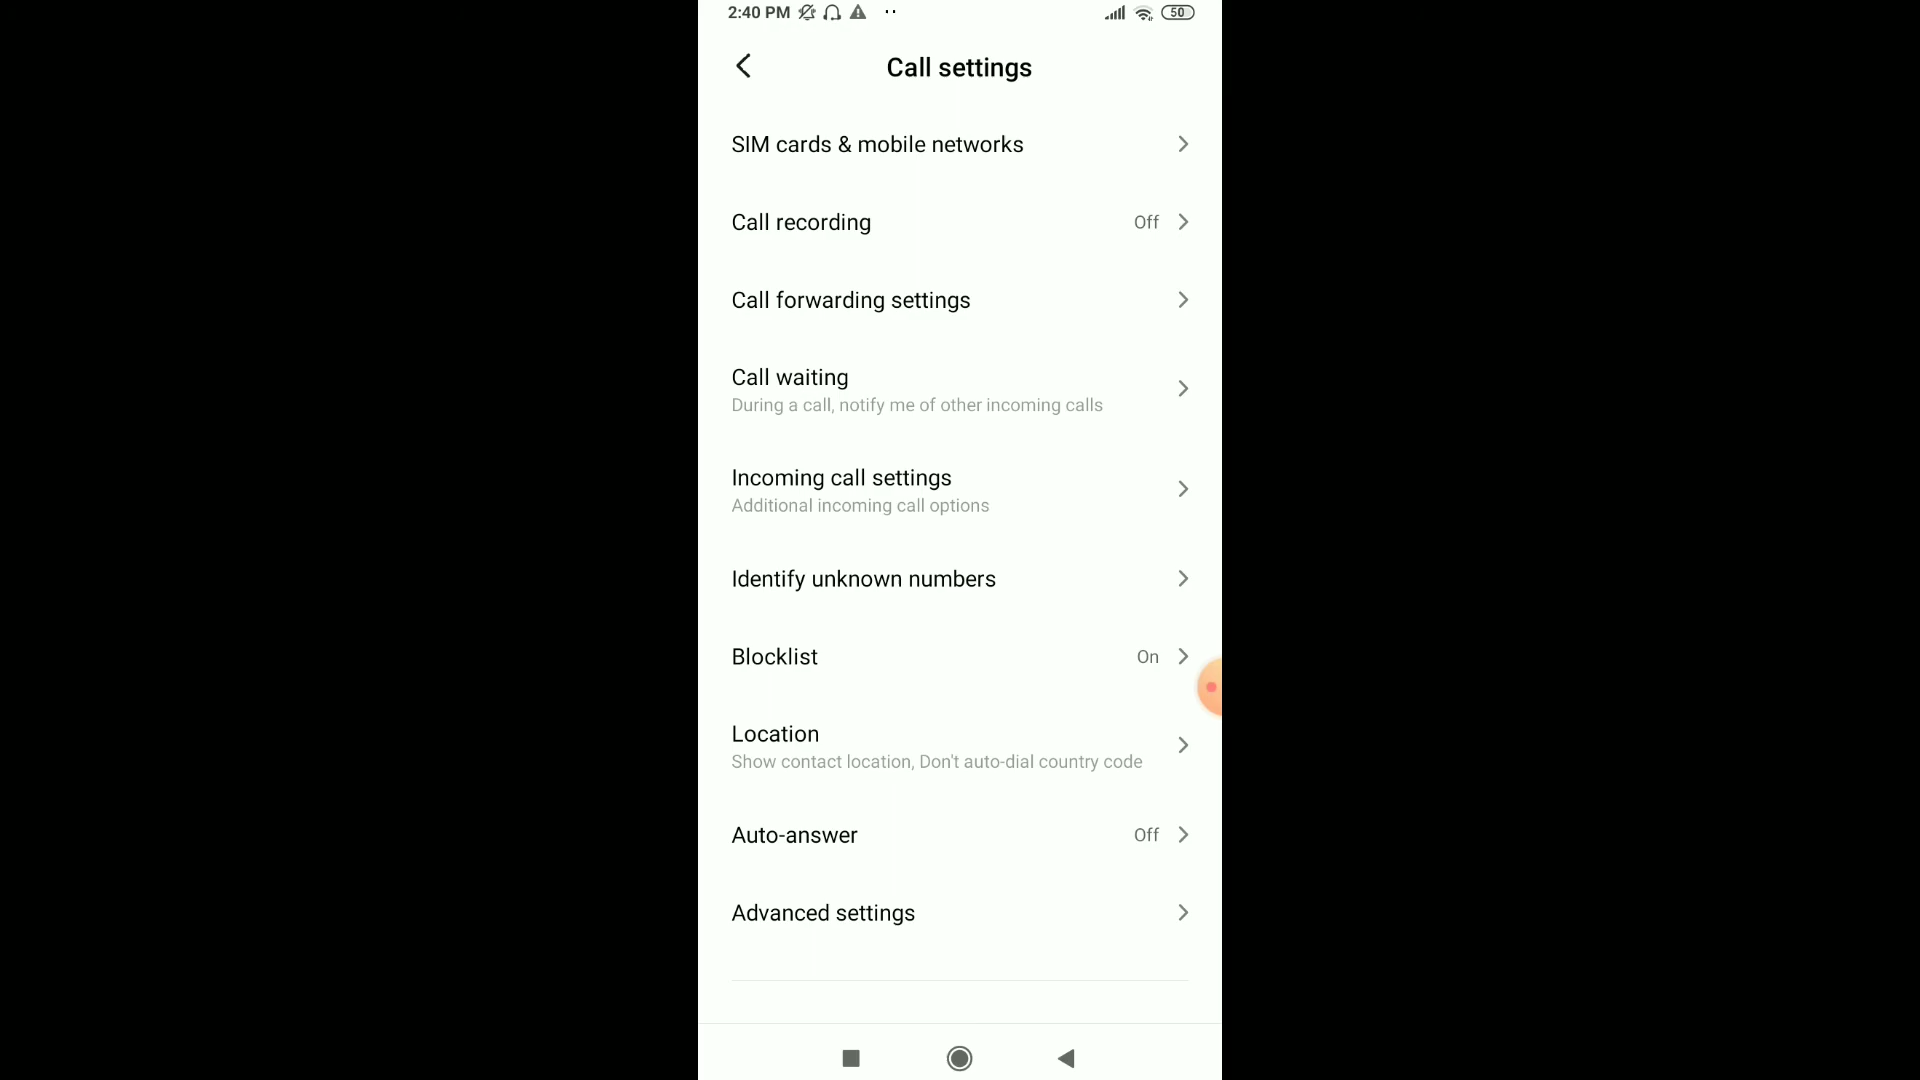 2:40 PM
50
Call settings
SIM cards & mobile networks
Call recording Off
Call forwarding settings
Call waiting
During a call, notify me of other incoming calls
Incoming call settings
Additional incoming call options
Identify unknown numbers
Blocklist On
Location
Show contact location, Don't auto-dial country code
Auto-answer Off
Advanced settings